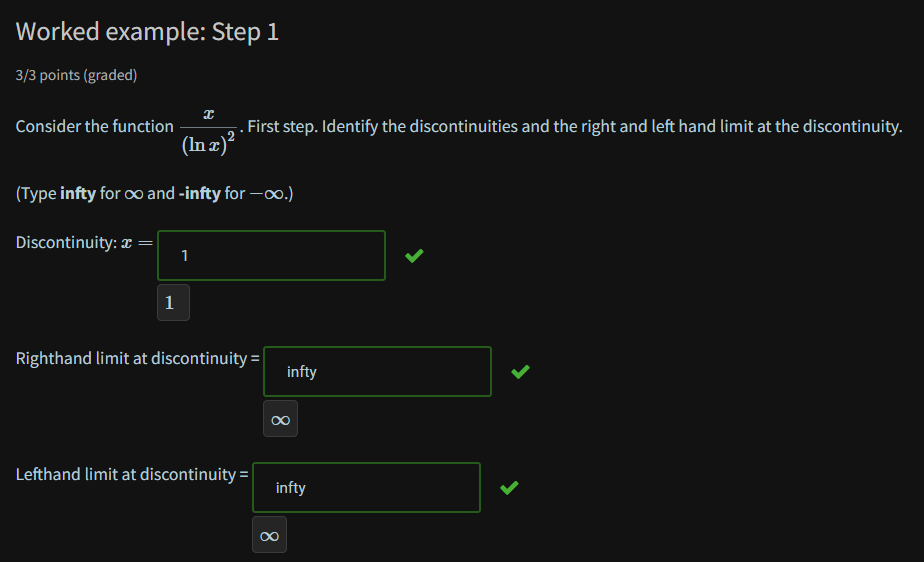 Worked example: Step 1
3/3 points (graded)
Consider the function x/(ln x)². First step. Identify the discontinuities and the right and left hand limit at the discontinuity.
(Type infty for ∞ and -infty for −∞.)
Discontinuity: x = 1
1
Righthand limit at discontinuity = infty
∞
Lefthand limit at discontinuity = infty
∞